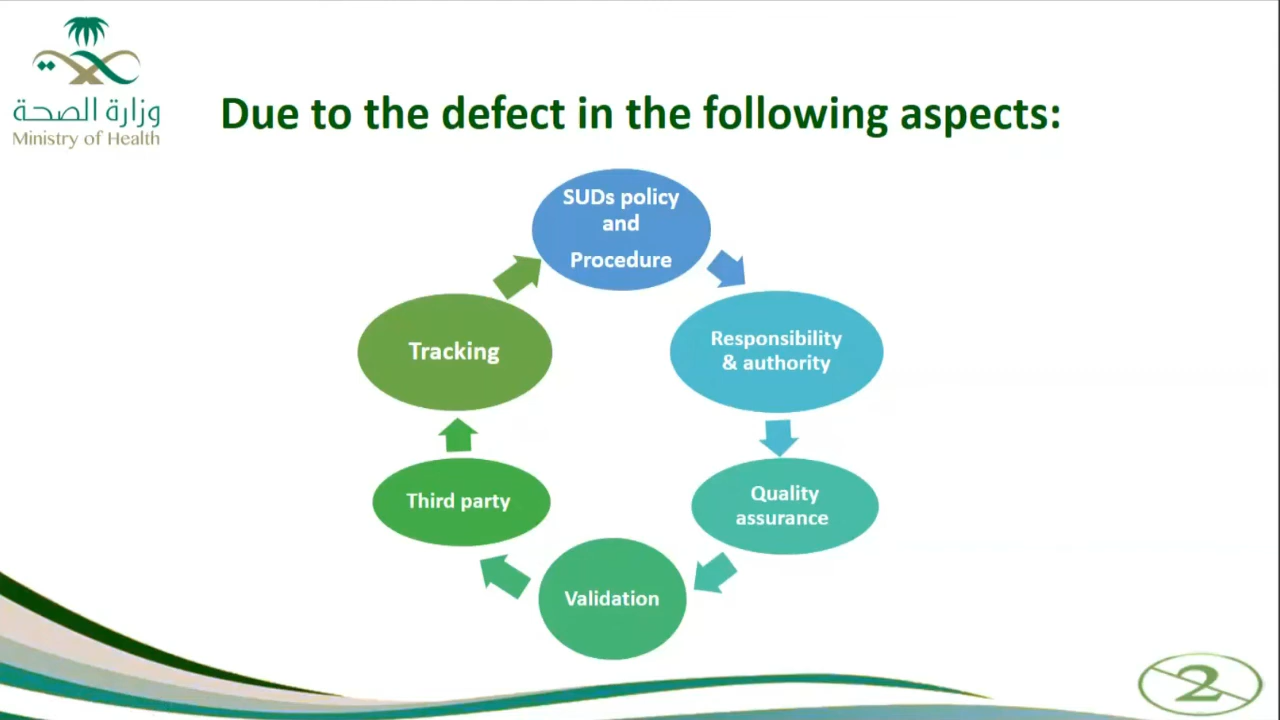 وزارة الصحة
Ministry of Health
Due to the defect in the following aspects:
SUDs policy
and
Procedure
Responsibility
& authority
Quality
assurance
Validation
Third party
Tracking
2